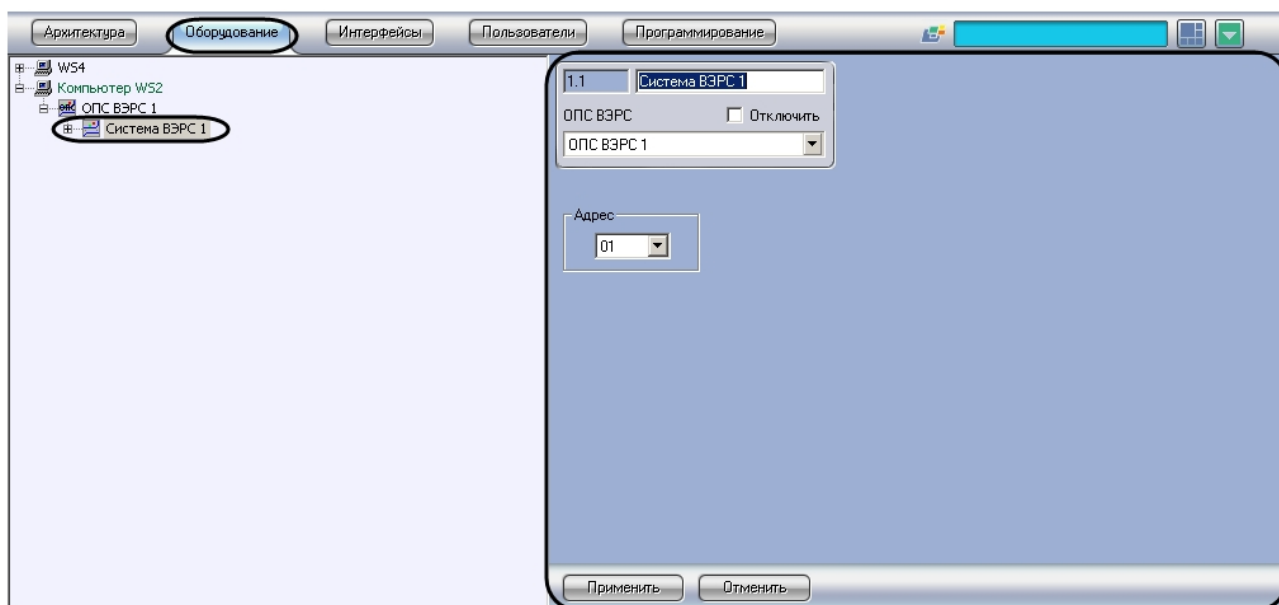 Архитектура Оборудование Интерфейсы Пользователи Программирование
WS4
Компьютер WS2
ОПС ВЭРС 1
Система ВЭРС 1
1.1 Система ВЭРС 1
ОПС ВЭРС Отключить
ОПС ВЭРС 1
Адрес
01
Применить Отменить